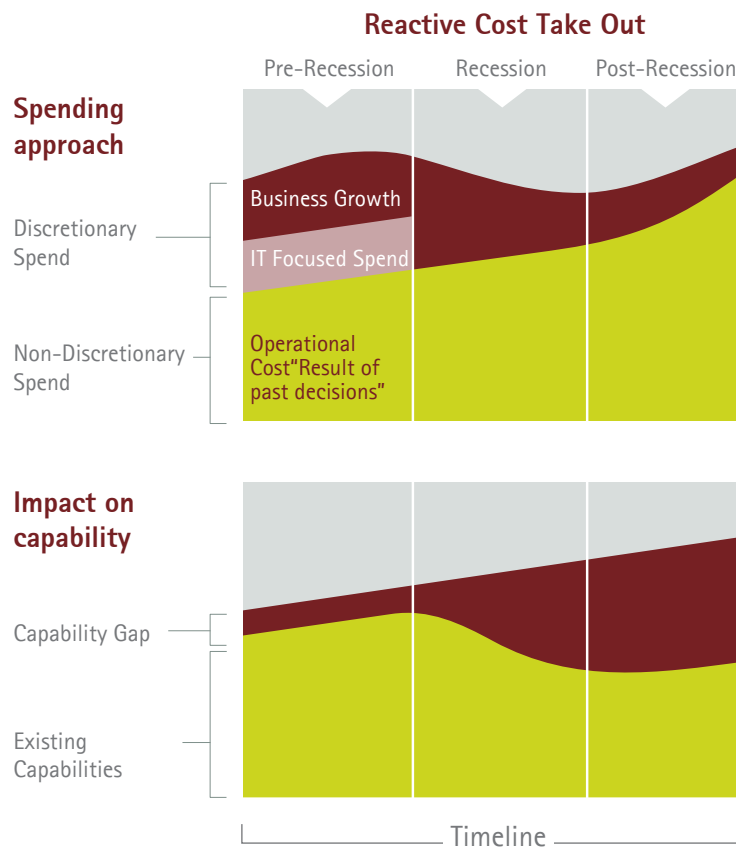 Reactive Cost Take Out
Pre-Recession
Recession
Post-Recession
Spending
approach
Business Growth
Discretionary
Spend
IT Focused Spend
Non-Discretionary
Spend
Operational
Cost“Result of
past decisions”
Impact on
capability
Capability Gap
Existing
Capabilities
Timeline